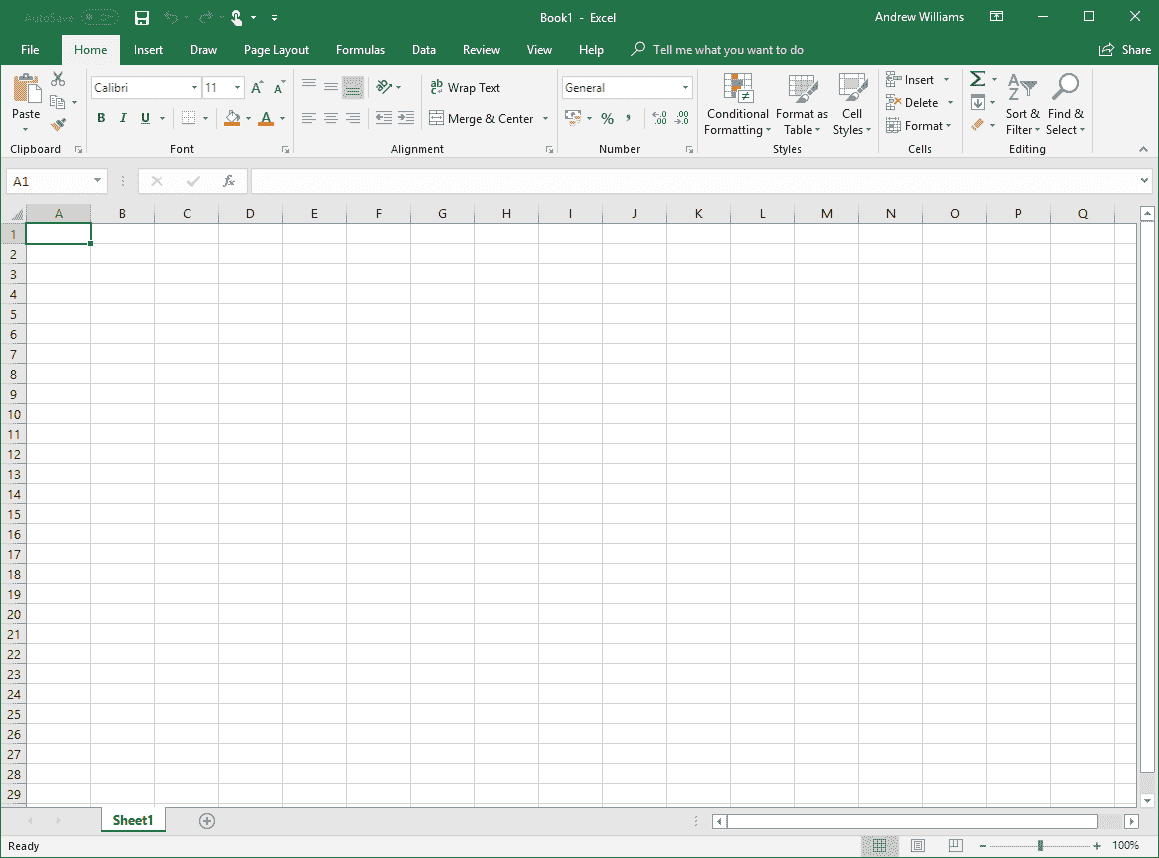 AutoSave Off Book1 - Excel Andrew Williams
File Home Insert Draw Page Layout Formulas Data Review View Help Tell me what you want to do Share
Calibri 11 Wrap Text General Insert
Paste Conditional Format as Cell Delete Sort & Find &
B I U Merge & Center % , Formatting Table Styles Format Filter Select
Clipboard Font Alignment Number Styles Cells Editing
A1 fx
A B C D E F G H I J K L M N O P Q
1
2
3
4
5
6
7
8
9
10
11
12
13
14
15
16
17
18
19
20
21
22
23
24
25
26
27
28
29
Sheet1
Ready 100%